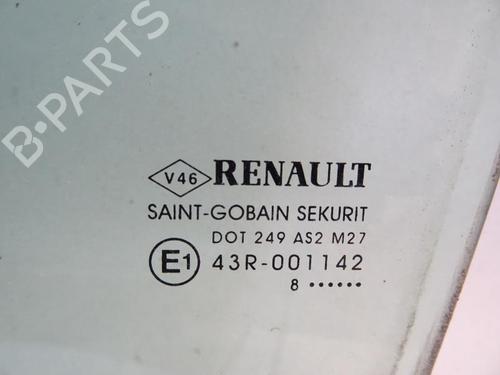 B-PARTS
V46 RENAULT
SAINT-GOBAIN SEKURIT
DOT 249 AS2 M27
E1 43R-001142
8 ••••••